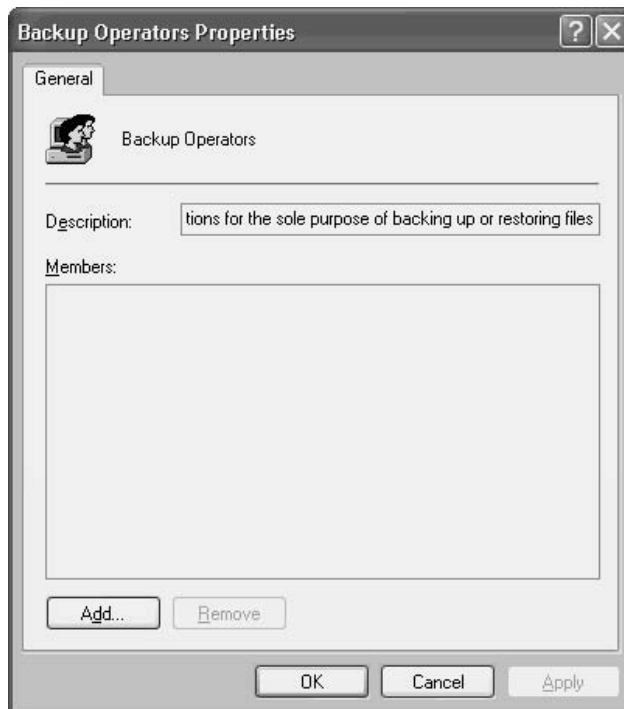 Backup Operators Properties
General
Backup Operators
Description: tions for the sole purpose of backing up or restoring files
Members:
Add... Remove
OK Cancel Apply